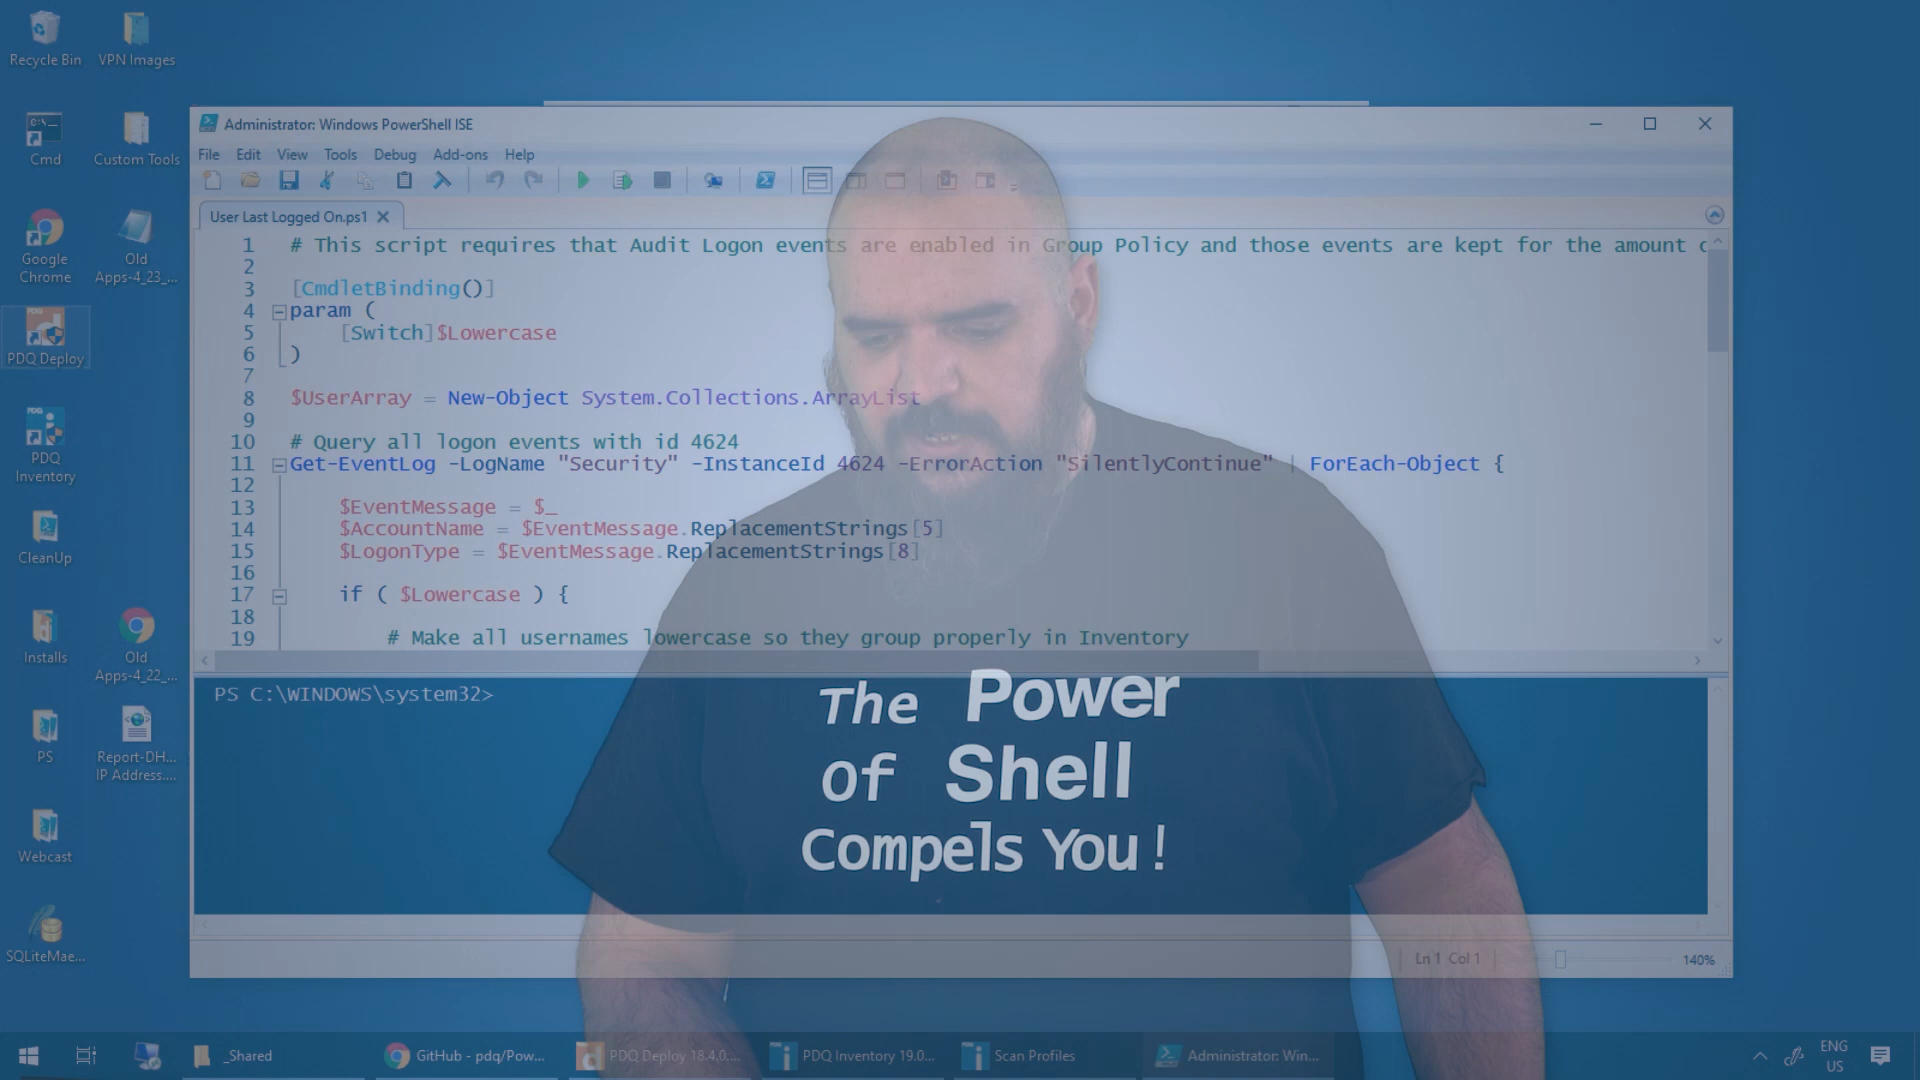 Recycle Bin
VPN Images
Cmd
Custom Tools
Google
Chrome
Old
Apps-4_23_...
PDQ Deploy
PDQ
Inventory
CleanUp
Installs
Old
Apps-4_22_...
PS
Report-DH...
IP Address....
Webcast
SQLiteMae...
Administrator: Windows PowerShell ISE
File Edit View Tools Debug Add-ons Help
User Last Logged On.ps1
1 # This script requires that Audit Logon events are enabled in Group Policy and those events are kept for the amount
2
3 [CmdletBinding()]
4 param (
5 [Switch]$Lowercase
6 )
7
8 $UserArray = New-Object System.Collections.ArrayList
9
10 # Query all logon events with id 4624
11 Get-EventLog -LogName "Security" -InstanceId 4624 -ErrorAction "SilentlyContinue" | ForEach-Object {
12
13 $EventMessage = $_
14 $AccountName = $EventMessage.ReplacementStrings[5]
15 $LogonType = $EventMessage.ReplacementStrings[8]
16
17 if ( $Lowercase ) {
18
19 # Make all usernames lowercase so they group properly in Inventory
PS C:\WINDOWS\system32>
The Power
of Shell
Compels You!
Ln 1 Col 1 140%
_Shared
GitHub - pdq/Pow...
PDQ Deploy 18.4.0....
PDQ Inventory 19.0...
Scan Profiles
Administrator: Win...
ENG
US